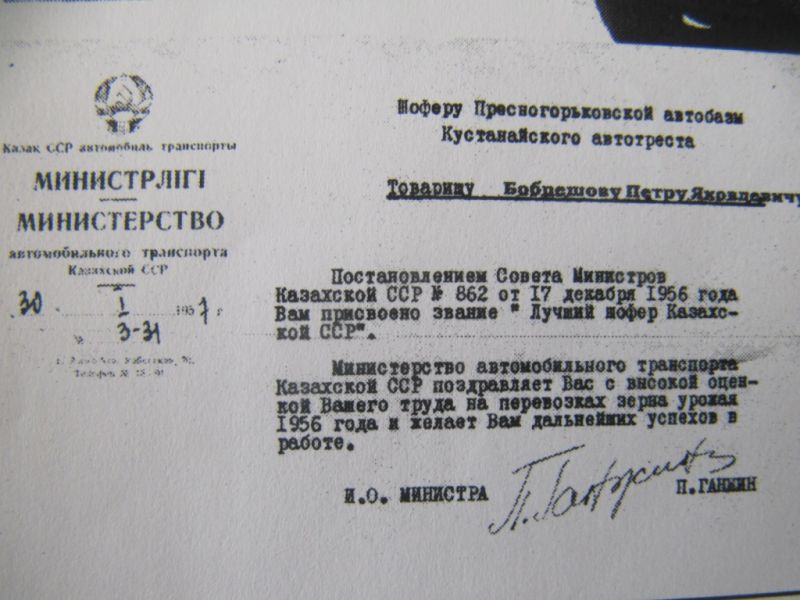 Казак ССР автомобиль транспорты
МИНИСТРЛІГІ
МИНИСТЕРСТВО
автомобильного транспорта
Казахской ССР
30 I 1957 г
№ 3-31
Телефон №
Шоферу Пресногорьковской автобазы
Кустанайского автотреста
Товарищу Бобрешову Петру Яковлевичу
Постановлением Совета Министров
Казахской ССР № 862 от 17 декабря 1956 года
Вам присвоено звание " Лучший шофер Казахс-
кой ССР".
Министерство автомобильного транспорта
Казахской ССР поздравляет Вас с высокой оцен-
кой Вашего труда на перевозках зерна урожая
1956 года и желает Вам дальнейших успехов в
работе.
И.О. МИНИСТРА П.ГАНЖИН